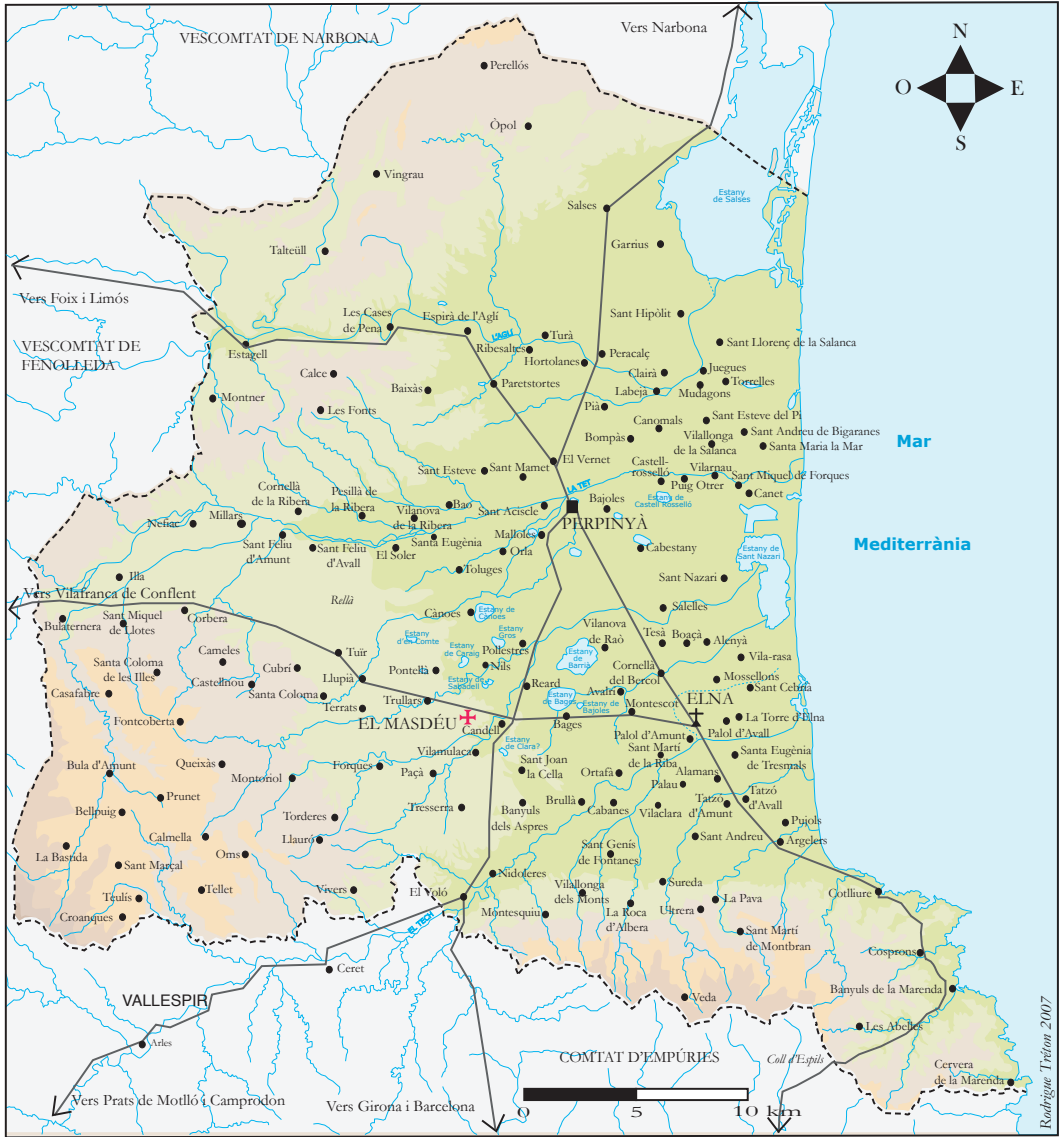 Vers Narbona
VESCOMTAT DE NARBONA
N
O
E
S
Perellós
Òpol
Vingrau
Estany
de Salses
Salses
Garrius
Talteüll
Vers Foix i Limós
Les Cases
de Pena
Espirà de l'Aglí
L'AGLÍ
Turà
Sant Hipòlit
Ribesaltes
Hortolanes
Peracalç
Sant Llorenç de la Salanca
VESCOMTAT DE
FENOLLEDA
Estagell
Calce
Baixàs
Paretstortes
Clairà
Juegues
Torrelles
Labeja
Mudagons
Montner
Les Fonts
Pià
Canomals
Sant Esteve del Pi
Bompàs
Vilallonga
de la Salanca
Sant Andreu de Bigaranes
Santa Maria la Mar
Mar
El Vernet
Sant Esteve
Sant Mamet
Castell-
rosselló
Vilarnau
Sant Miquel de Forques
Puig Otrer
Canet
LA TET
Cornellà
de la Ribera
Pesillà de
la Ribera
Bao
Vilanova
de la Ribera
Sant Aciscle
Bajoles
Estany de
Castell Rosselló
PERPINYÀ
Nefiac
Millars
Sant Feliu
d'Amunt
Sant Feliu
d'Avall
El Soler
Santa Eugènia
Malloles
Orla
Cabestany
Estany de
Sant Nazari
Mediterrània
Toluges
Illa
Sant Nazari
Vers Vilafranca de Conflent
Rellà
Bulaternera
Sant Miquel
de Llotes
Corbera
Cànoes
Estany de
Canoes
Salelles
Estany
d'en Comte
Estany
Gros
Pollestres
Vilanova
de Raò
Tesà
Boaçà
Alenyà
Santa Coloma
de les Illes
Cameles
Cubrí
Tuïr
Estany
de Caraig
Nils
Estany
de Barrià
Vila-rasa
Castellnou
Llupià
Pontellà
Estany de
Sabadell
Cornellà
del Bercol
Mossellons
Casafabre
Santa Coloma
Terrats
Trullars
Reard
Avalrí
Sant Cebrià
Estany
de Bages
Estany de
Bajoles
Montescot
ELNA
Fontcoberta
EL MASDÉU
Candell
Bages
La Torre d'Elna
Palol d'Amunt
Palol d'Avall
Estany
de Clara?
Sant Martí
de la Riba
Santa Eugènia
de Tresmals
Vilamulaca
Bula d'Amunt
Queixàs
Montoriol
Forques
Paçà
Sant Joan
la Cella
Ortafà
Alamans
Palau
Prunet
Bellpuig
Tresserra
Banyuls
dels Aspres
Brullà
Cabanes
Vilaclara
Tatzó
d'Amunt
Tatzó
d'Avall
Torderes
Calmella
Llauró
Pujols
La Bastida
Oms
Sant Andreu
Argelers
Sant Marçal
Sant Genís
de Fontanes
Nidoleres
Teulís
Tellet
Vivers
El Voló
Vilallonga
dels Monts
Sureda
La Pava
Cotlliure
Croanques
Montesquiu
La Roca
d'Albera
Ultrera
EL TECH
Sant Martí
de Montbran
Cosprons
Ceret
VALLESPIR
Veda
Banyuls de la Marenda
Les Abelles
Arles
COMTAT D'EMPÚRIES
Coll d'Espils
Cervera
de la Marenda
Vers Prats de Motlló i Camprodon
Vers Girona i Barcelona
0
5
10 km
Rodrigue Tréton 2007